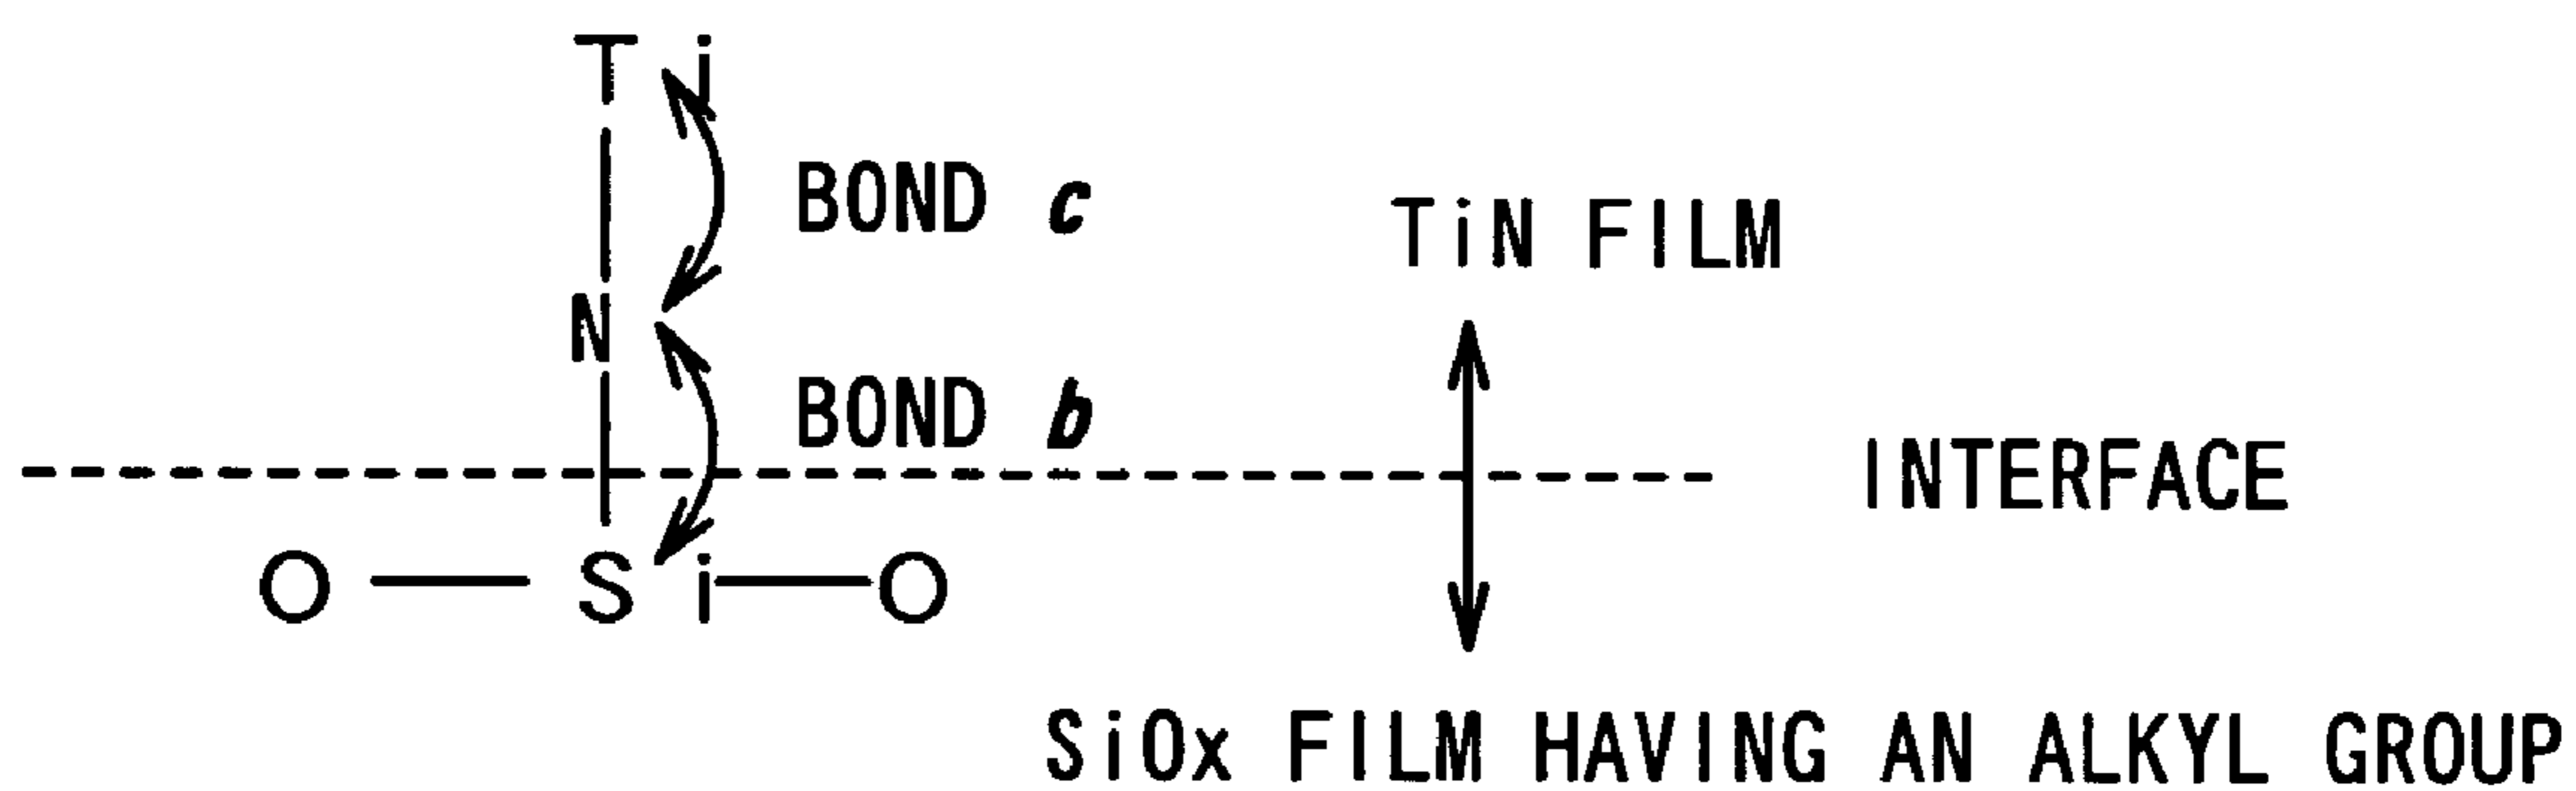 Ti
BOND c
TiN FILM
N
BOND b
INTERFACE
O Si O
SiOx FILM HAVING AN ALKYL GROUP